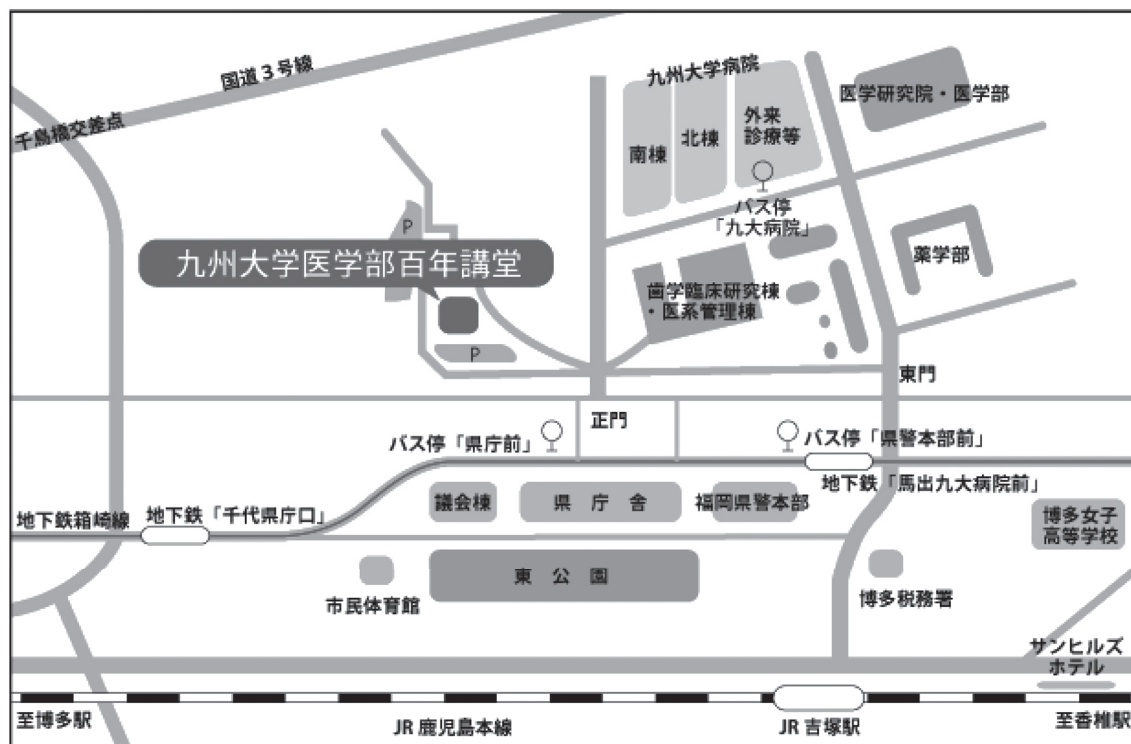 国道３号線
千鳥橋交差点
九州大学病院
南棟
北棟
外来
診療等
医学研究院・医学部
バス停
「九大病院」
薬学部
P
九州大学医学部百年講堂
歯学臨床研究棟
・医系管理棟
P
東門
正門
バス停「県庁前」
バス停「県警本部前」
地下鉄「馬出九大病院前」
議会棟
県庁舎
福岡県警本部
博多女子
高等学校
地下鉄箱崎線
地下鉄「千代県庁口」
東公園
市民体育館
博多税務署
サンヒルズ
ホテル
至博多駅
JR 鹿児島本線
JR 吉塚駅
至香椎駅